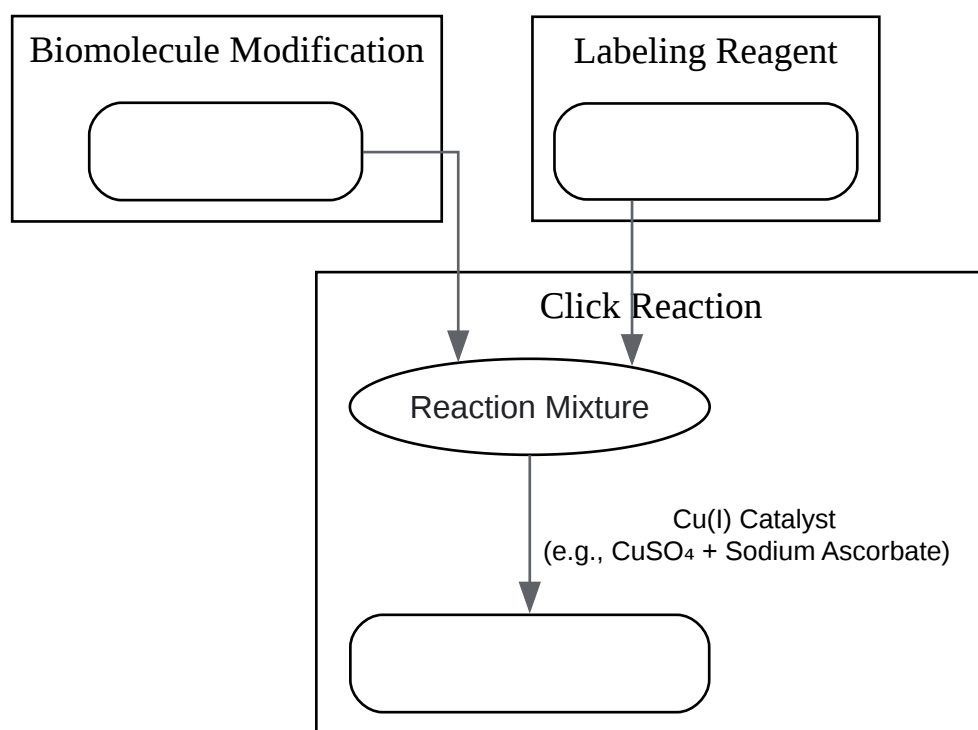 Biomolecule Modification
Labeling Reagent
Click Reaction
Reaction Mixture
Cu(I) Catalyst
(e.g., CuSO₄ + Sodium Ascorbate)